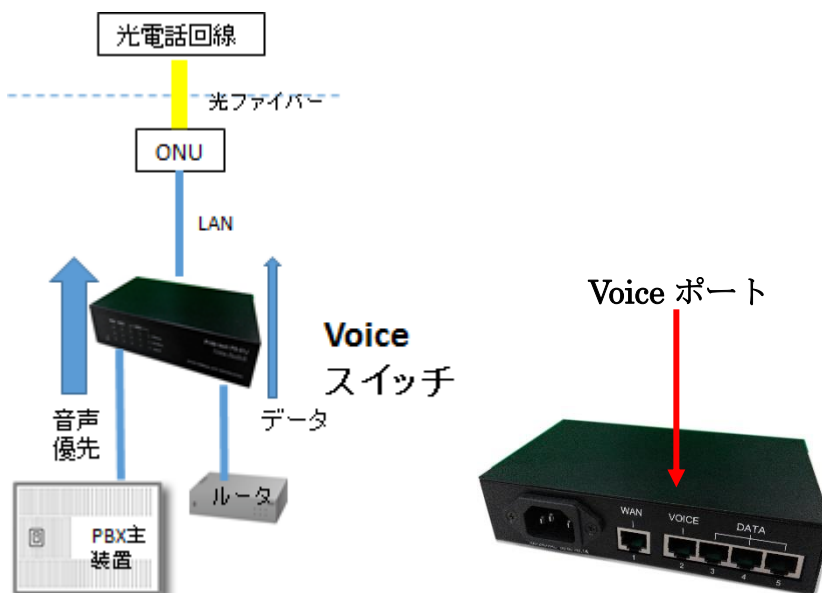 光電話回線
光ファイバー
ONU
LAN
Voice
スイッチ
音声
優先
データ
ルータ
PBX主
装置
Voice ポート
WAN
VOICE
DATA
1
2
3
4
5